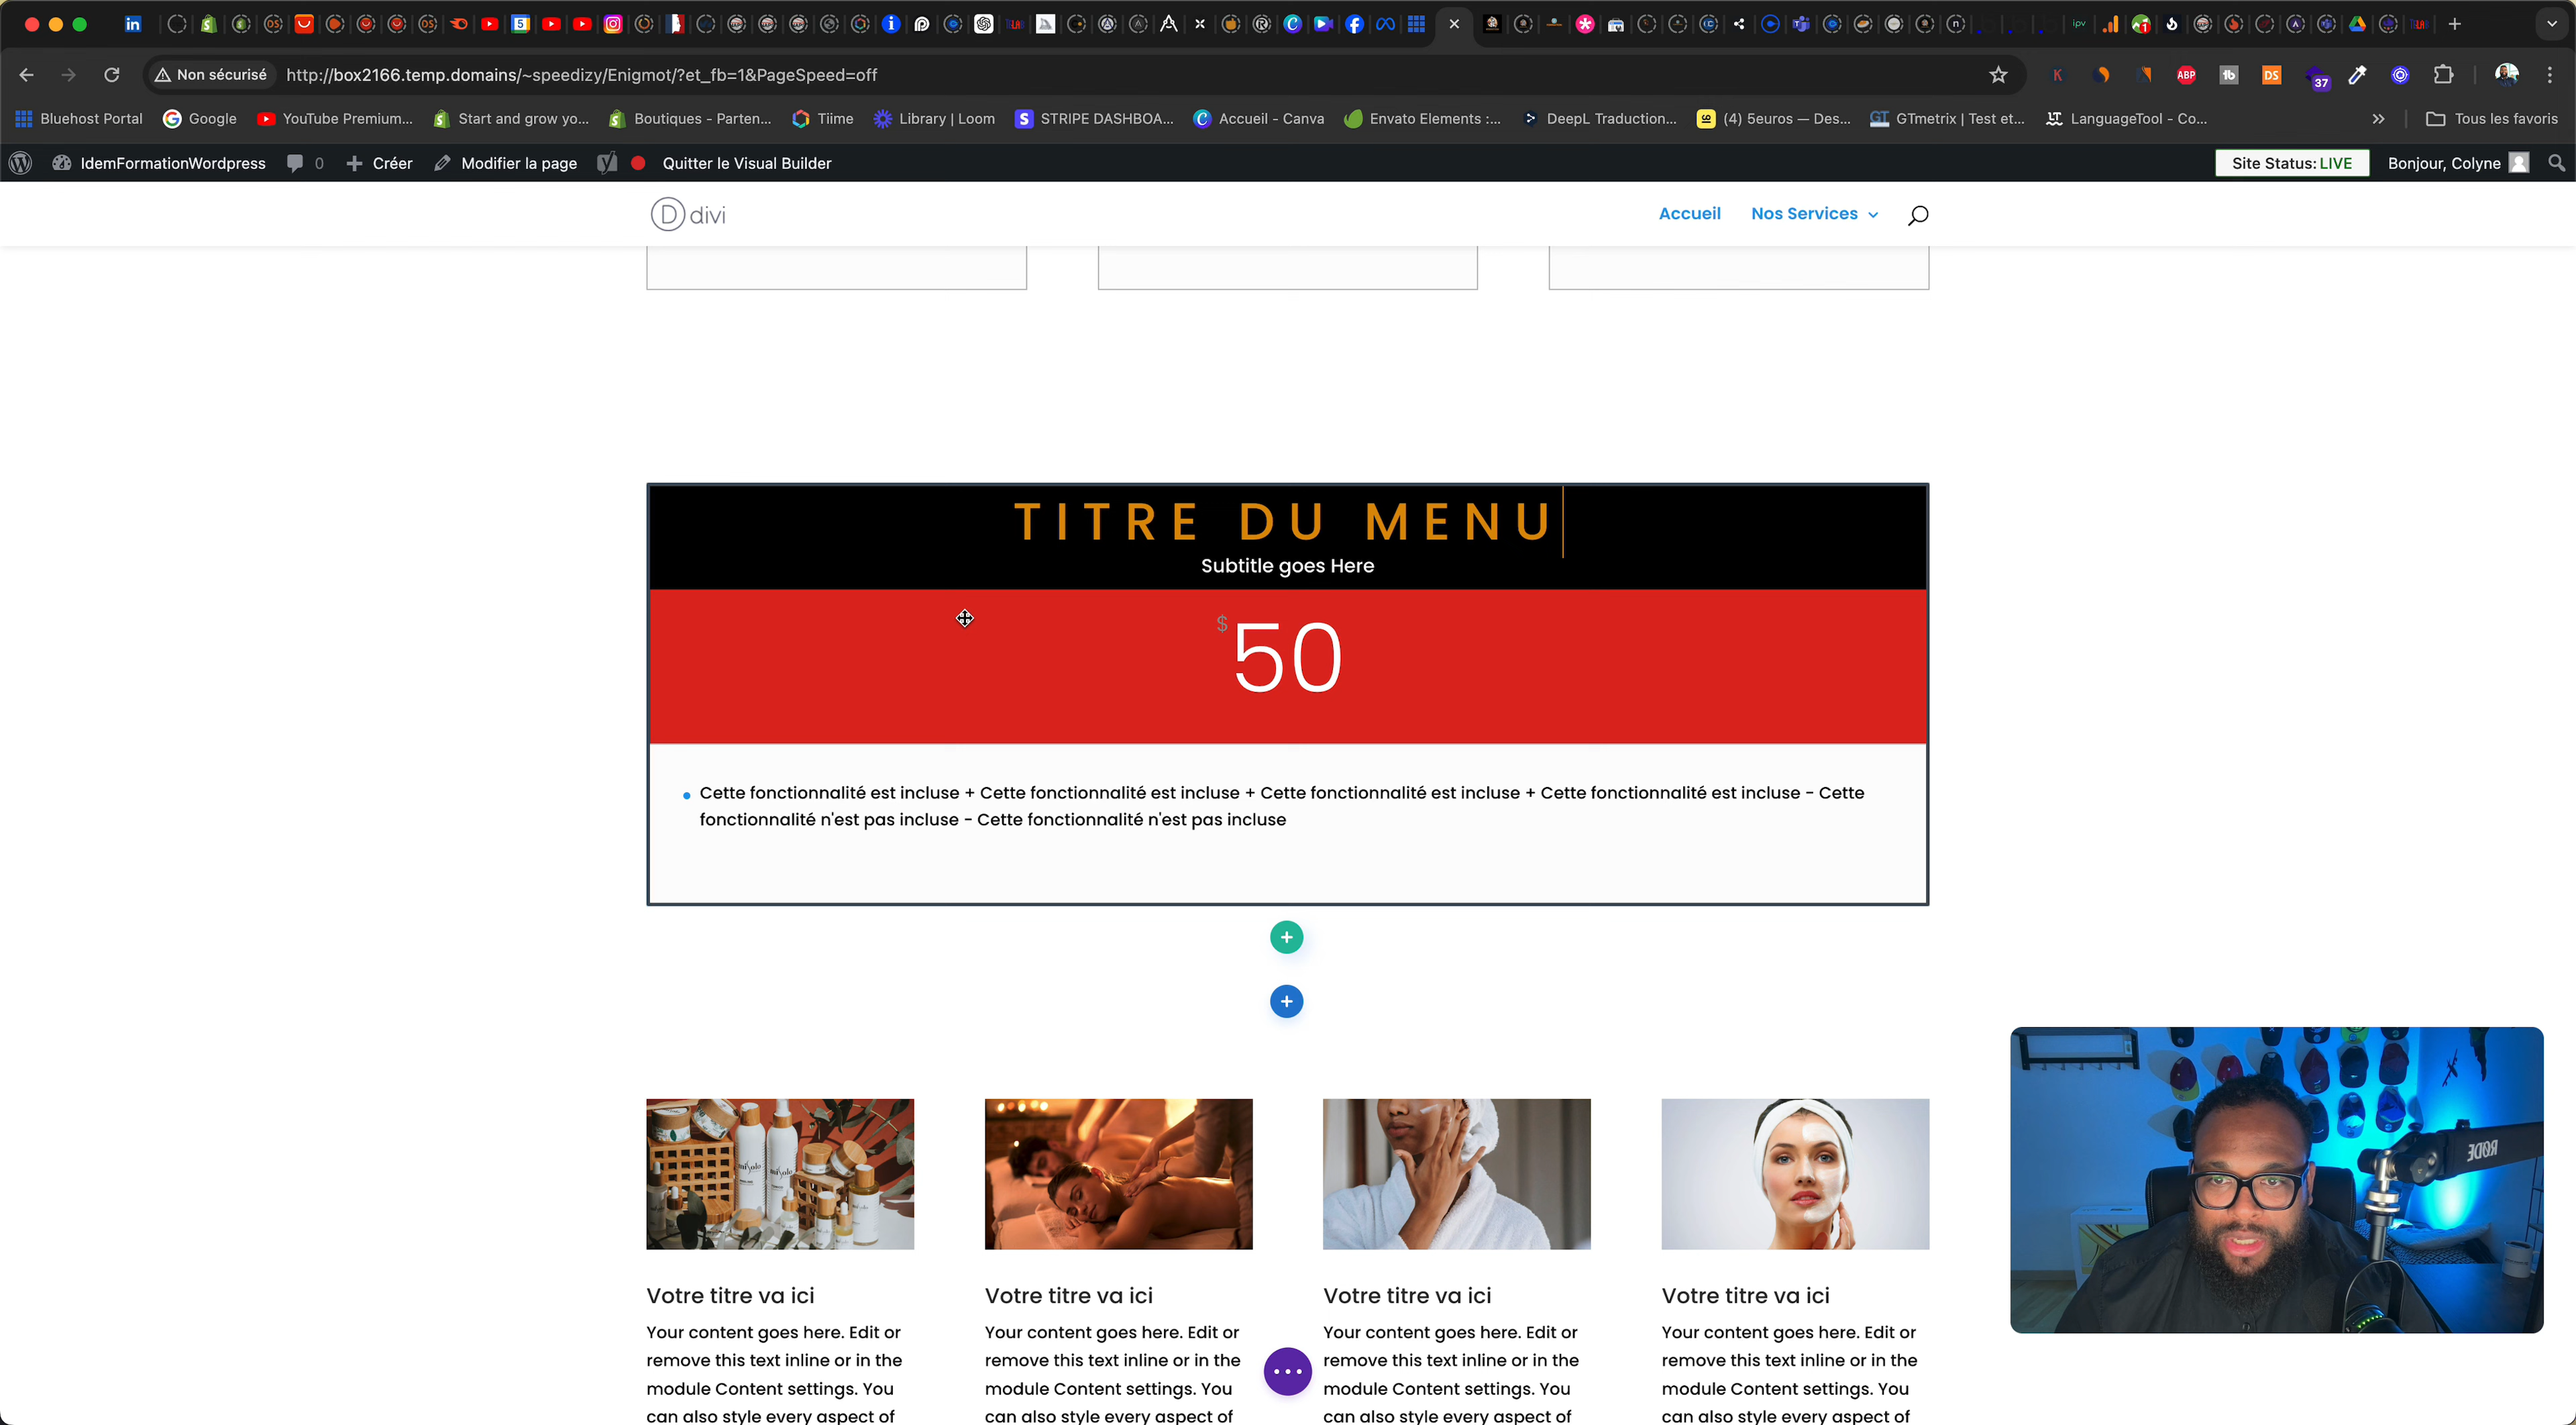 Non sécurisé http://box2166.temp.domains/~speedizy/Enigmot/?et_fb=1&PageSpeed=off
Bluehost Portal Google YouTube Premium... Start and grow yo... Boutiques - Parten... Tiime Library | Loom STRIPE DASHBOA... Accueil - Canva Envato Elements :... DeepL Traduction... (4) 5euros — Des... GTmetrix | Test et... LanguageTool - Co... Tous les favoris
IdemFormationWordpress 0 Créer Modifier la page Quitter le Visual Builder Site Status: LIVE Bonjour, Colyne
divi Accueil Nos Services
TITRE DU MENU
Subtitle goes Here
$ 50
Cette fonctionnalité est incluse + Cette fonctionnalité est incluse + Cette fonctionnalité est incluse + Cette fonctionnalité est incluse - Cette
fonctionnalité n'est pas incluse - Cette fonctionnalité n'est pas incluse
Votre titre va ici
Your content goes here. Edit or
remove this text inline or in the
module Content settings. You
can also style every aspect of
Votre titre va ici
Your content goes here. Edit or
remove this text inline or in the
module Content settings. You
can also style every aspect of
Votre titre va ici
Your content goes here. Edit or
remove this text inline or in the
module Content settings. You
can also style every aspect of
Votre titre va ici
Your content goes here. Edit or
remove this text inline or in the
module Content settings. You
can also style every aspect of
RØDE